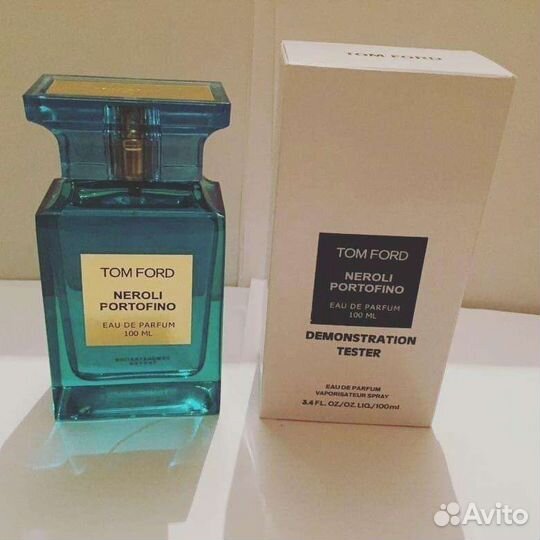 TOM FORD
NEROLI
PORTOFINO
EAU DE PARFUM
100 ML
TOM FORD
TOM FORD
NEROLI
PORTOFINO
EAU DE PARFUM
100 ML
DEMONSTRATION
TESTER
EAU DE PARFUM
VAPORISATEUR SPRAY
3.4 FL. OZ./OZ. LIQ./100ml
Avito